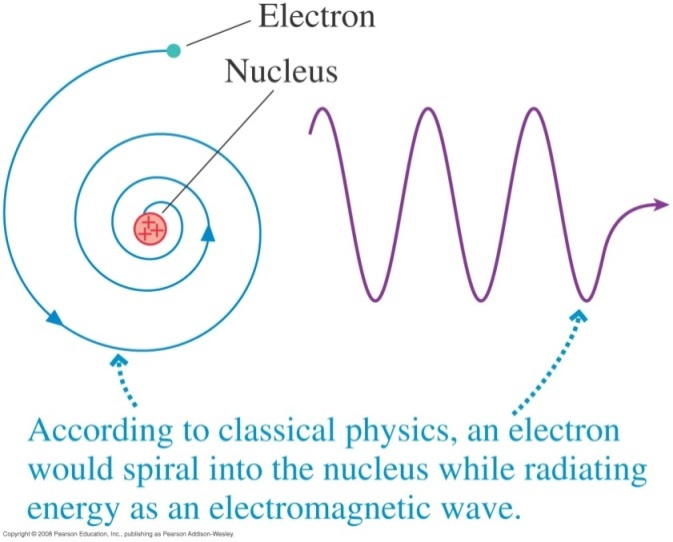 Electron
Nucleus
+ +
+ +
According to classical physics, an electron
would spiral into the nucleus while radiating
energy as an electromagnetic wave.
Copyright © 2008 Pearson Education, Inc., publishing as Pearson Addison-Wesley.